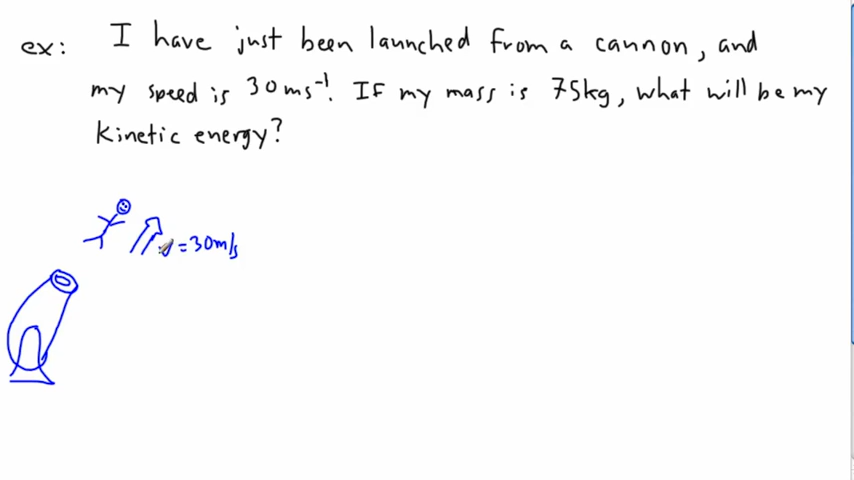 ex: I have just been launched from a cannon, and
my speed is 30ms⁻¹. If my mass is 75kg, what will be my
Kinetic energy?
= 30m/s